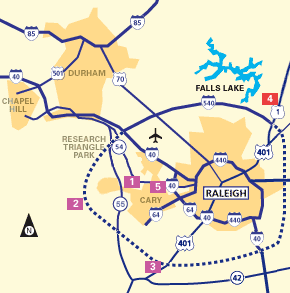 85
85
DURHAM
501
70
FALLS LAKE
40
CHAPEL
HILL
4
540
1
RESEARCH
TRIANGLE
PARK
54
40
401
440
1
5
40
RALEIGH
2
55
CARY
64
64
40
440
N
401
40
3
42